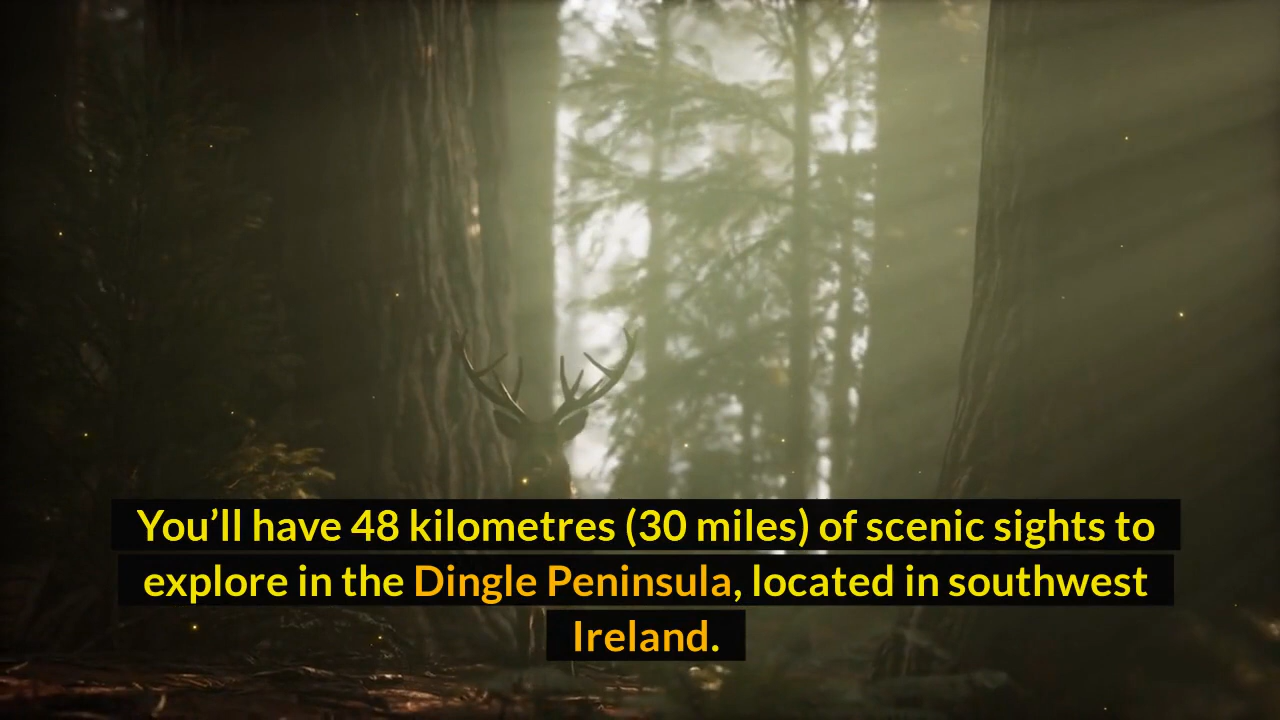 You’ll have 48 kilometres (30 miles) of scenic sights to
explore in the Dingle Peninsula, located in southwest
Ireland.